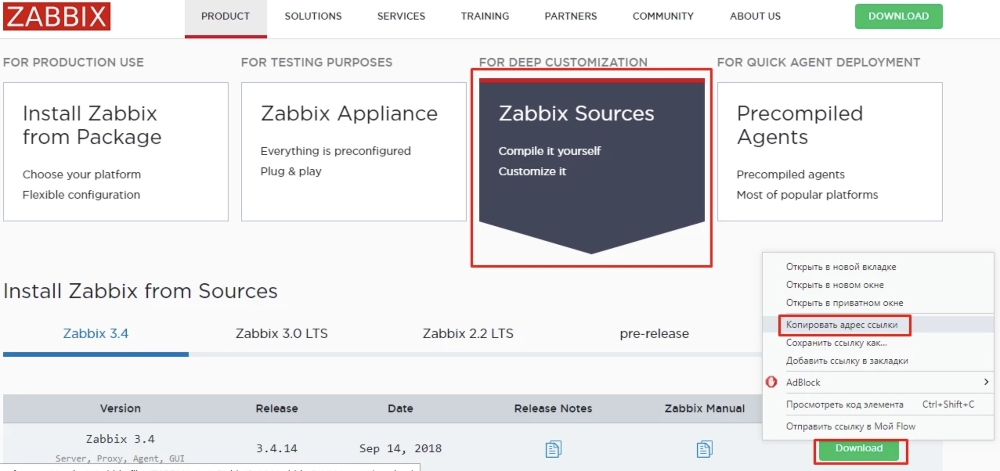 ZABBIX
PRODUCT SOLUTIONS SERVICES TRAINING PARTNERS COMMUNITY ABOUT US DOWNLOAD
FOR PRODUCTION USE
Install Zabbix
from Package
Choose your platform
Flexible configuration
FOR TESTING PURPOSES
Zabbix Appliance
Everything is preconfigured
Plug & play
FOR DEEP CUSTOMIZATION
Zabbix Sources
Compile it yourself
Customize it
FOR QUICK AGENT DEPLOYMENT
Precompiled
Agents
Precompiled agents
Most of popular platforms
Install Zabbix from Sources
Zabbix 3.4 Zabbix 3.0 LTS Zabbix 2.2 LTS pre-release
Открыть в новой вкладке
Открыть в новом окне
Открыть в приватном окне
Копировать адрес ссылки
Сохранить ссылку как...
Добавить ссылку в закладки
AdBlock
Просмотреть код элемента Ctrl+Shift+C
Отправить ссылку в Мой Flow
Version Release Date Release Notes Zabbix Manual
Zabbix 3.4
Server, Proxy, Agent, GUI
3.4.14 Sep 14, 2018 Download